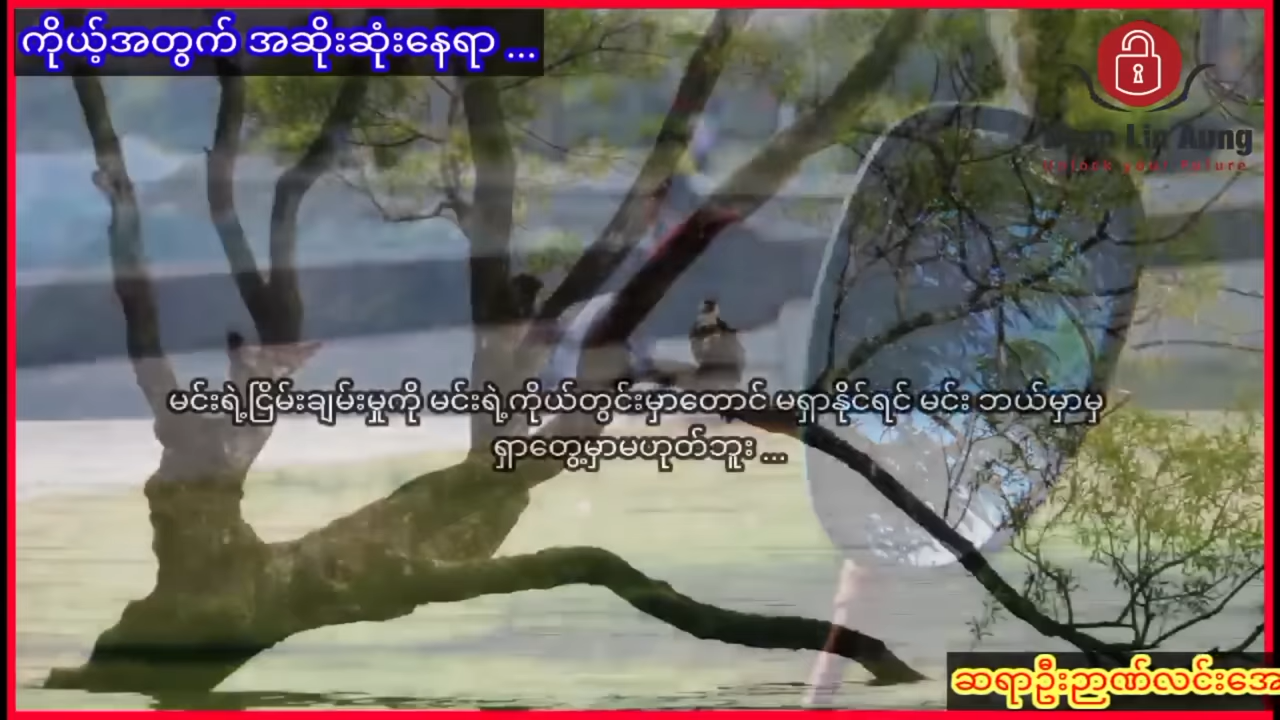 ကိုယ့်အတွက် အဆိုးဆုံးနေရာ ...
Lin Aung
မင်းရဲ့ငြိမ်းချမ်းမှုကို မင်းရဲ့ကိုယ်တွင်းမှာတောင် မရှာနိုင်ရင် မင်း ဘယ်မှာမှ
ရှာတွေ့မှာမဟုတ်ဘူး ...
ဆရာဦးဉာဏ်လင်းအေ